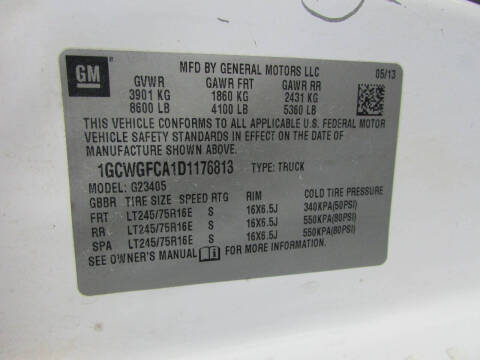 GM
MFD BY GENERAL MOTORS LLC 05/13
GVWR GAWR FRT GAWR RR
3901 KG 1860 KG 2431 KG
8600 LB 4100 LB 5360 LB
THIS VEHICLE CONFORMS TO ALL APPLICABLE U.S. FEDERAL MOTOR
VEHICLE SAFETY STANDARDS IN EFFECT ON THE DATE OF
MANUFACTURE SHOWN ABOVE.
1GCWGFCA1D1176813 TYPE: TRUCK
MODEL: G23405
GBBR TIRE SIZE SPEED RTG RIM COLD TIRE PRESSURE
FRT LT245/75R16E S 16X6.5J 340KPA(50PSI)
RR LT245/75R16E S 16X6.5J 550KPA(80PSI)
SPA LT245/75R16E S 16X6.5J 550KPA(80PSI)
SEE OWNER'S MANUAL FOR MORE INFORMATION.